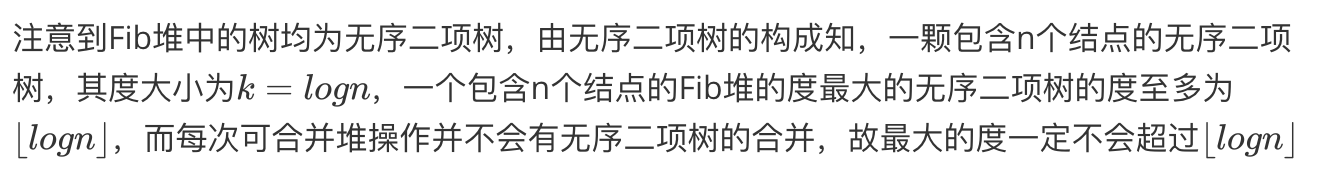 注意到Fib堆中的树均为无序二项树，由无序二项树的构成知，一颗包含n个结点的无序二项
树，其度大小为k = logn，一个包含n个结点的Fib堆的度最大的无序二项树的度至多为
⌊logn⌋，而每次可合并堆操作并不会有无序二项树的合并，故最大的度一定不会超过⌊logn⌋